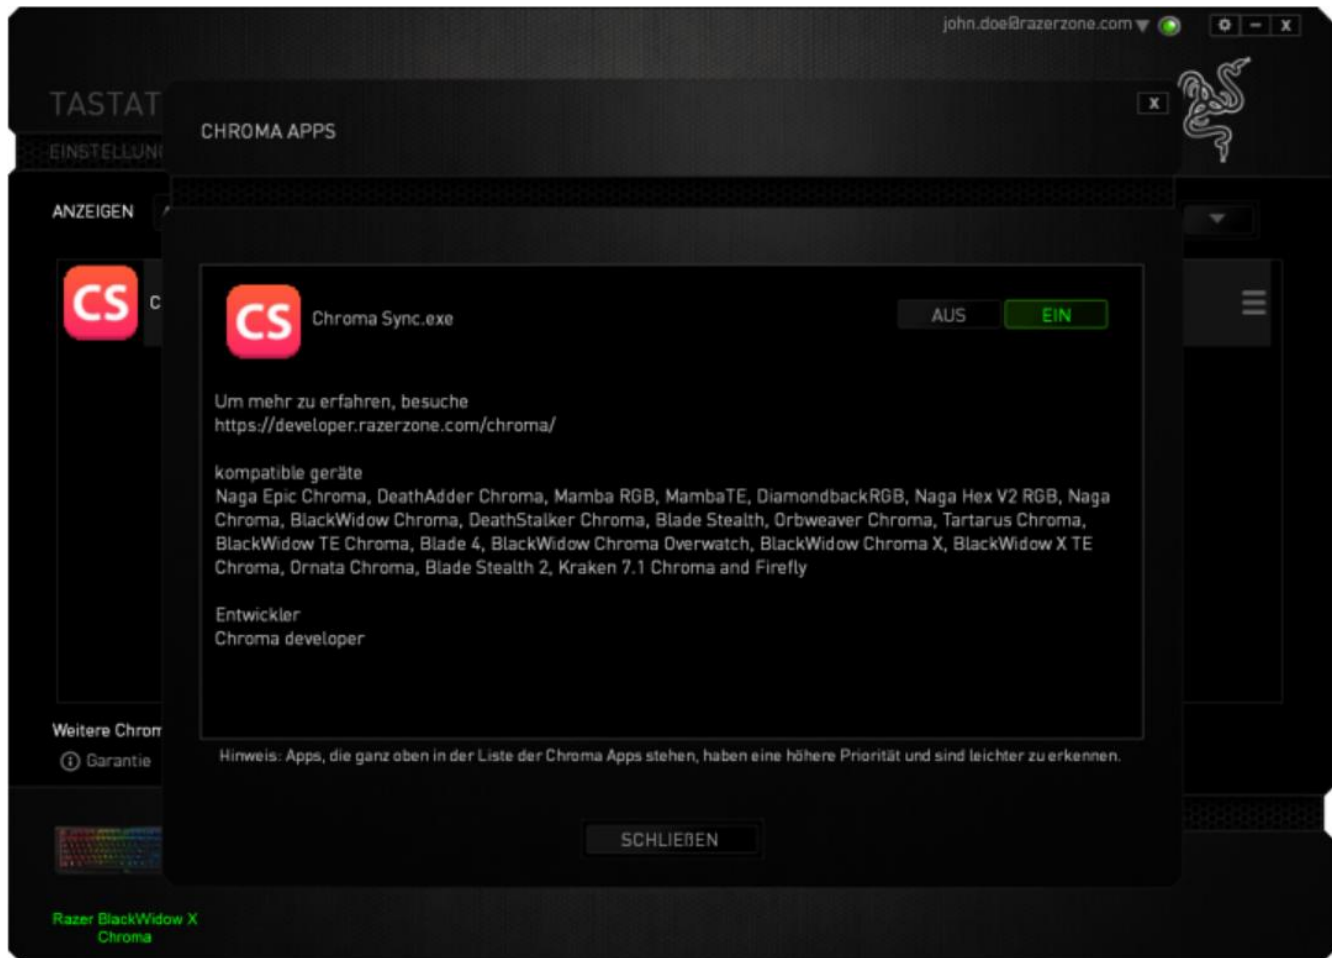 john.doe@razerzone.com
TASTAT
CHROMA APPS
EINSTELLUN
ANZEIGEN
CS
C
CS
Chroma Sync.exe
AUS
EIN
Um mehr zu erfahren, besuche
https://developer.razerzone.com/chroma/
kompatible geräte
Naga Epic Chroma, DeathAdder Chroma, Mamba RGB, MambaTE, DiamondbackRGB, Naga Hex V2 RGB, Naga
Chroma, BlackWidow Chroma, DeathStalker Chroma, Blade Stealth, Orbweaver Chroma, Tartarus Chroma,
BlackWidow TE Chroma, Blade 4, BlackWidow Chroma Overwatch, BlackWidow Chroma X, BlackWidow X TE
Chroma, Ornata Chroma, Blade Stealth 2, Kraken 7.1 Chroma and Firefly
Entwickler
Chroma developer
Weitere Chrom
Garantie
Hinweis: Apps, die ganz oben in der Liste der Chroma Apps stehen, haben eine höhere Priorität und sind leichter zu erkennen.
SCHLIEßEN
Razer BlackWidow X
Chroma